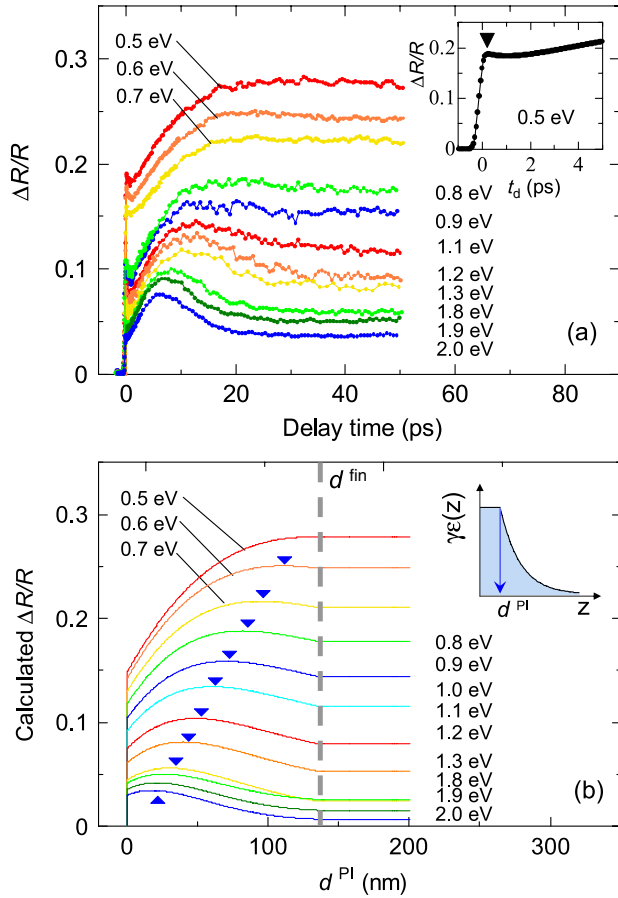 0.3
0.2
0.1
0
ΔR/R
0.5 eV
0.6 eV
0.7 eV
ΔR/R
0.2
0.1
0
0.5 eV
0
2
4
t_d (ps)
0.8 eV
0.9 eV
1.1 eV
1.2 eV
1.3 eV
1.8 eV
1.9 eV
2.0 eV
(a)
0
20
40
60
80
Delay time (ps)
0.3
0.2
0.1
0
Calculated ΔR/R
d^fin
0.5 eV
0.6 eV
0.7 eV
γε(z)
d^PI
z
0.8 eV
0.9 eV
1.0 eV
1.1 eV
1.2 eV
1.3 eV
1.8 eV
1.9 eV
2.0 eV
(b)
0
100
200
300
d^PI (nm)